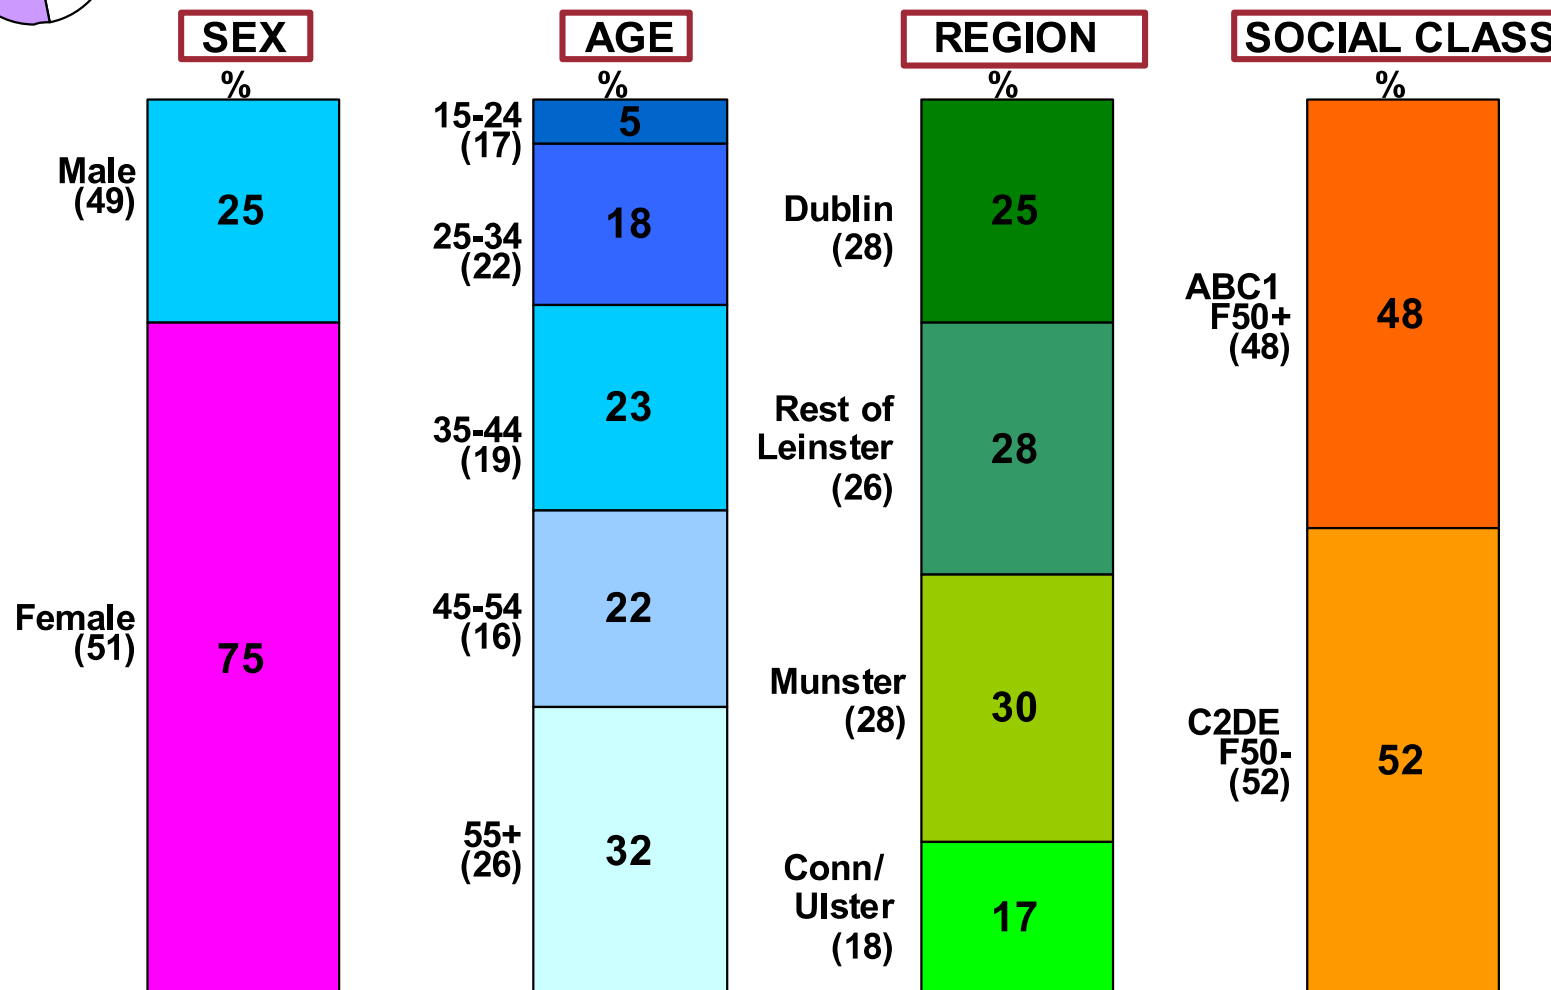 SEX
%
Male
(49)
25
Female
(51)
75
AGE
%
15-24
(17)
5
25-34
(22)
18
35-44
(19)
23
45-54
(16)
22
55+
(26)
32
REGION
%
Dublin
(28)
25
Rest of
Leinster
(26)
28
Munster
(28)
30
Conn/
Ulster
(18)
17
SOCIAL CLASS
%
ABC1
F50+
(48)
48
C2DE
F50-
(52)
52